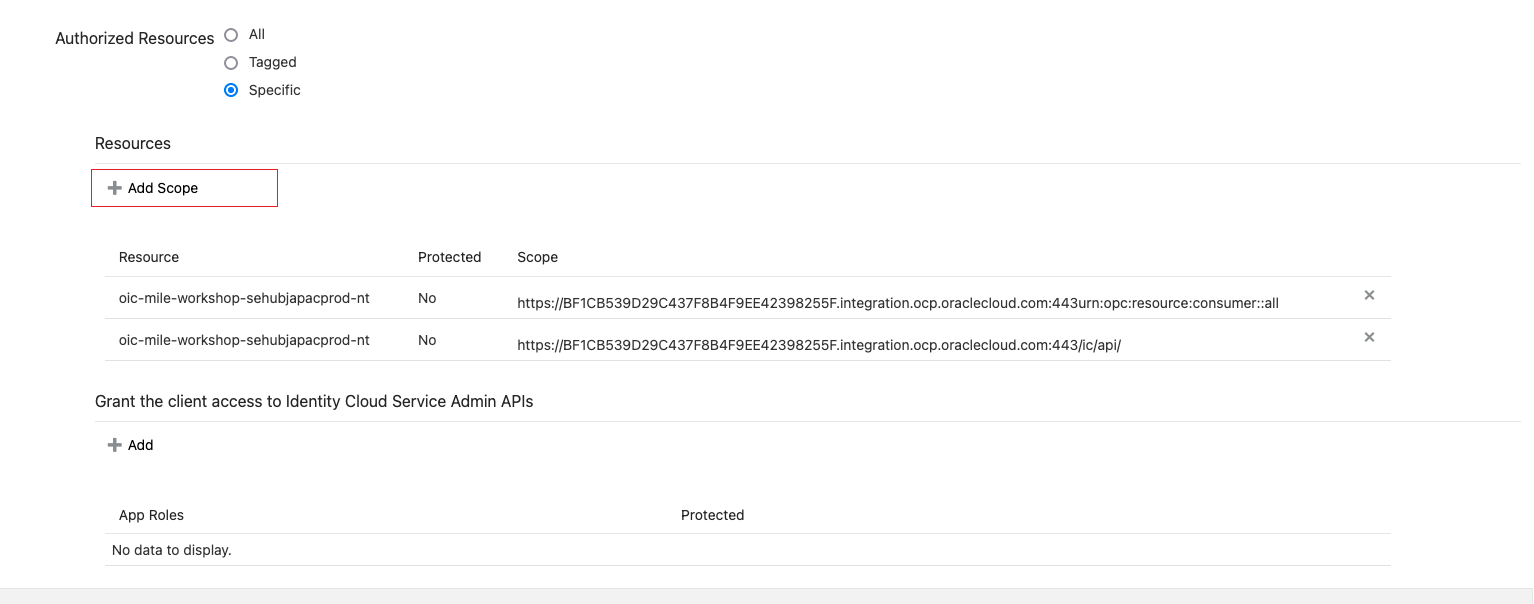 Authorized Resources
All
Tagged
Specific
Resources
Add Scope
Resource Protected Scope
oic-mile-workshop-sehubjapacprod-nt No https://BF1CB539D29C437F8B4F9EE42398255F.integration.ocp.oraclecloud.com:443urn:opc:resource:consumer::all
oic-mile-workshop-sehubjapacprod-nt No https://BF1CB539D29C437F8B4F9EE42398255F.integration.ocp.oraclecloud.com:443/ic/api/
Grant the client access to Identity Cloud Service Admin APIs
Add
App Roles Protected
No data to display.